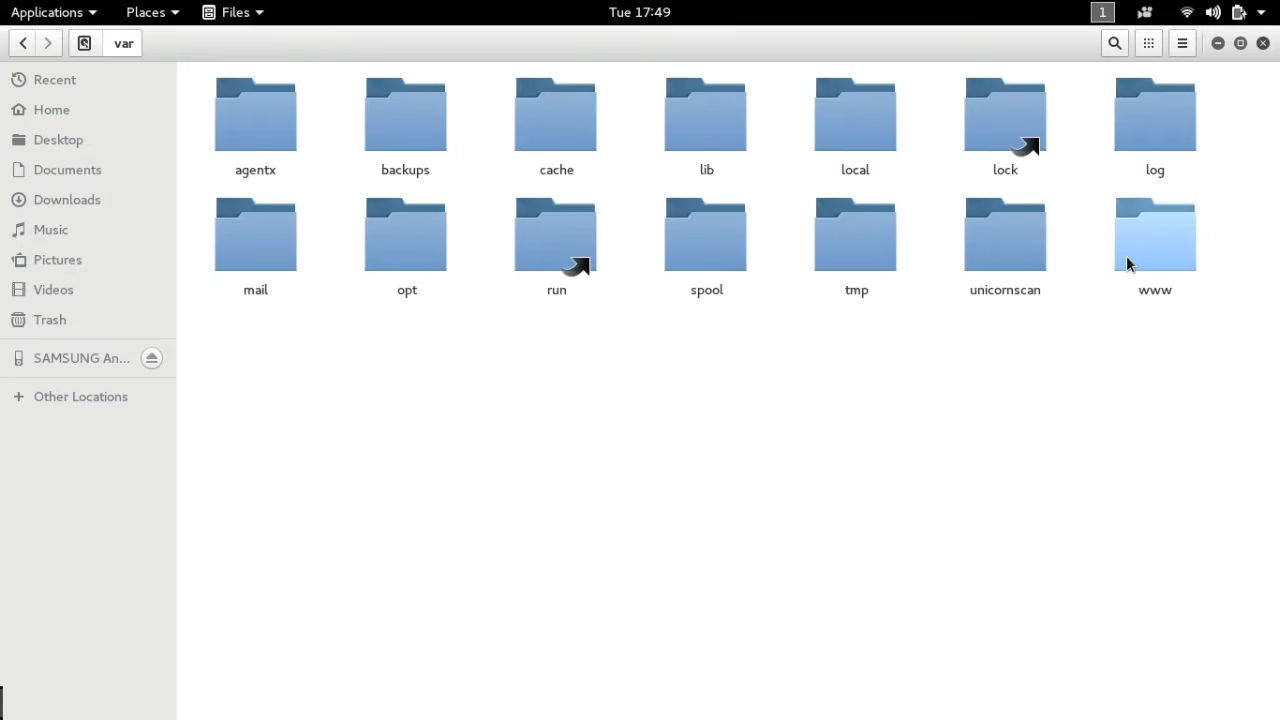 Applications Places Files Tue 17:49 1
var
Recent
Home
Desktop
Documents
Downloads
Music
Pictures
Videos
Trash
SAMSUNG An...
+ Other Locations
agentx backups cache lib local lock log
mail opt run spool tmp unicornscan www